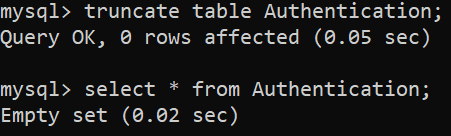 mysql> truncate table Authentication;
Query OK, 0 rows affected (0.05 sec)
mysql> select * from Authentication;
Empty set (0.02 sec)